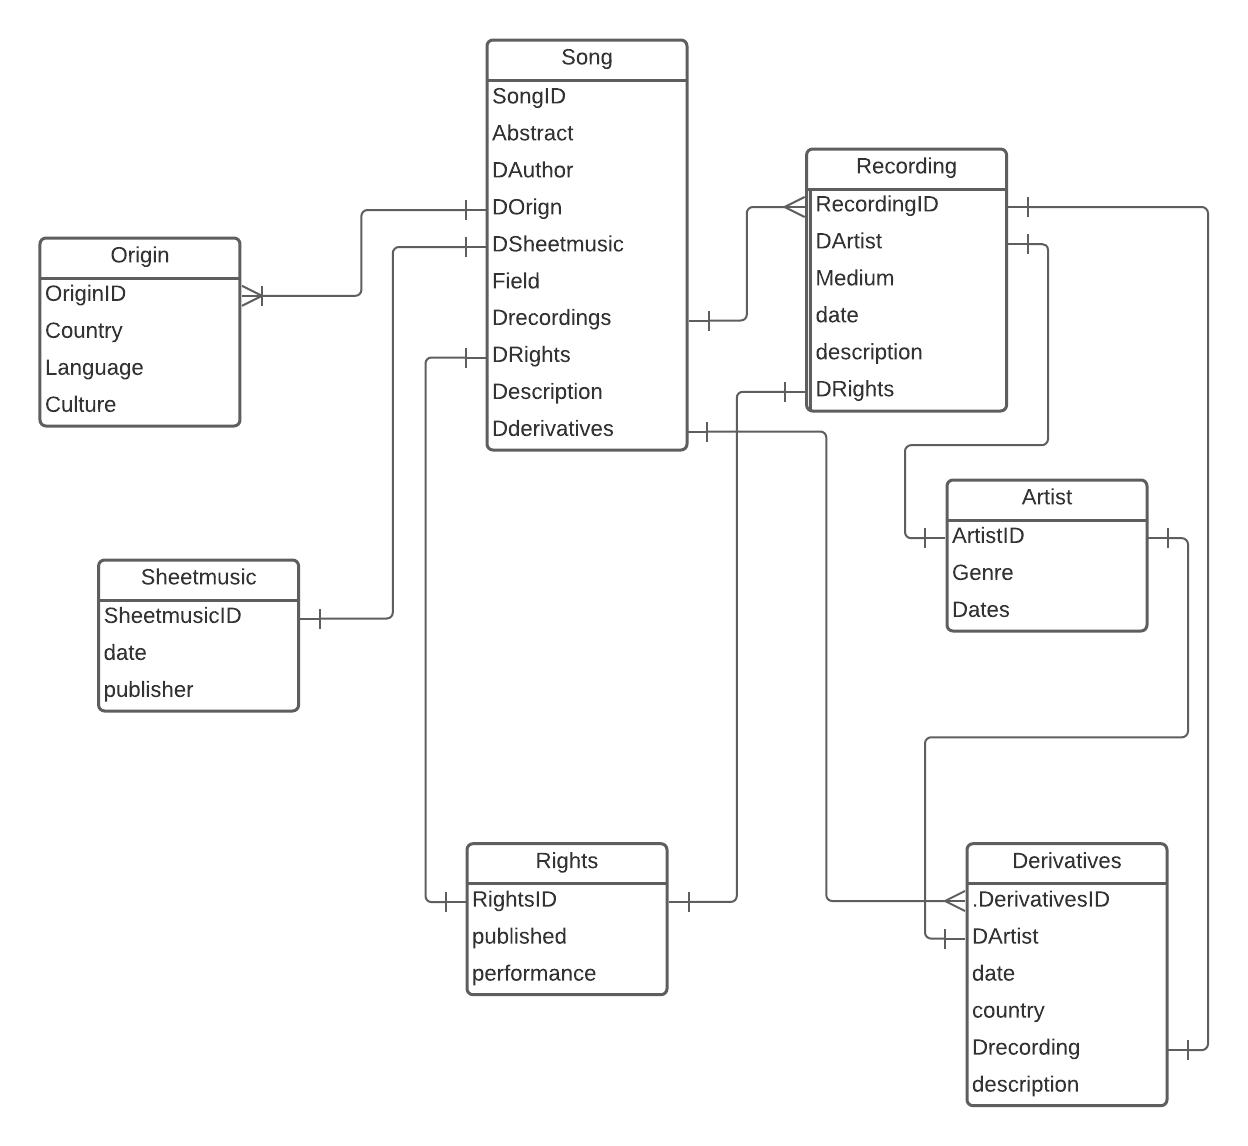 Song
SongID
Abstract
DAuthor
DOrign
DSheetmusic
Field
Drecordings
DRights
Description
Dderivatives
Recording
RecordingID
DArtist
Medium
date
description
DRights
Origin
OriginID
Country
Language
Culture
Artist
ArtistID
Genre
Dates
Sheetmusic
SheetmusicID
date
publisher
Rights
RightsID
published
performance
Derivatives
.DerivativesID
DArtist
date
country
Drecording
description